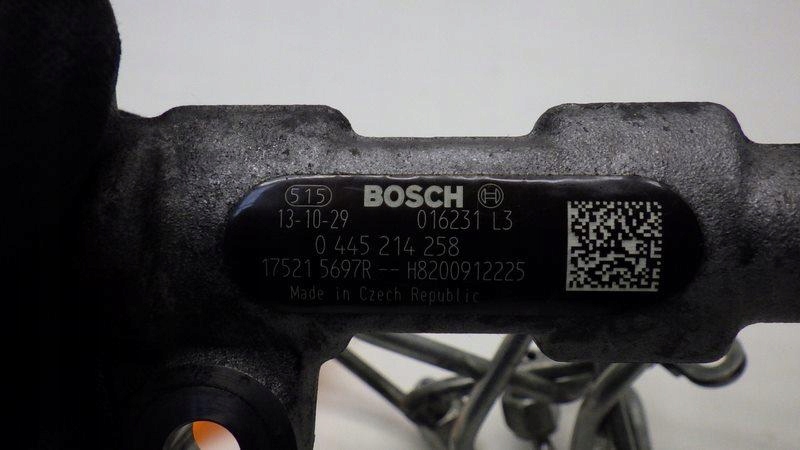 515 BOSCH
13-10-29 016231 L3
0 445 214 258
17521 5697R -- H8200912225
Made in Czech Republic